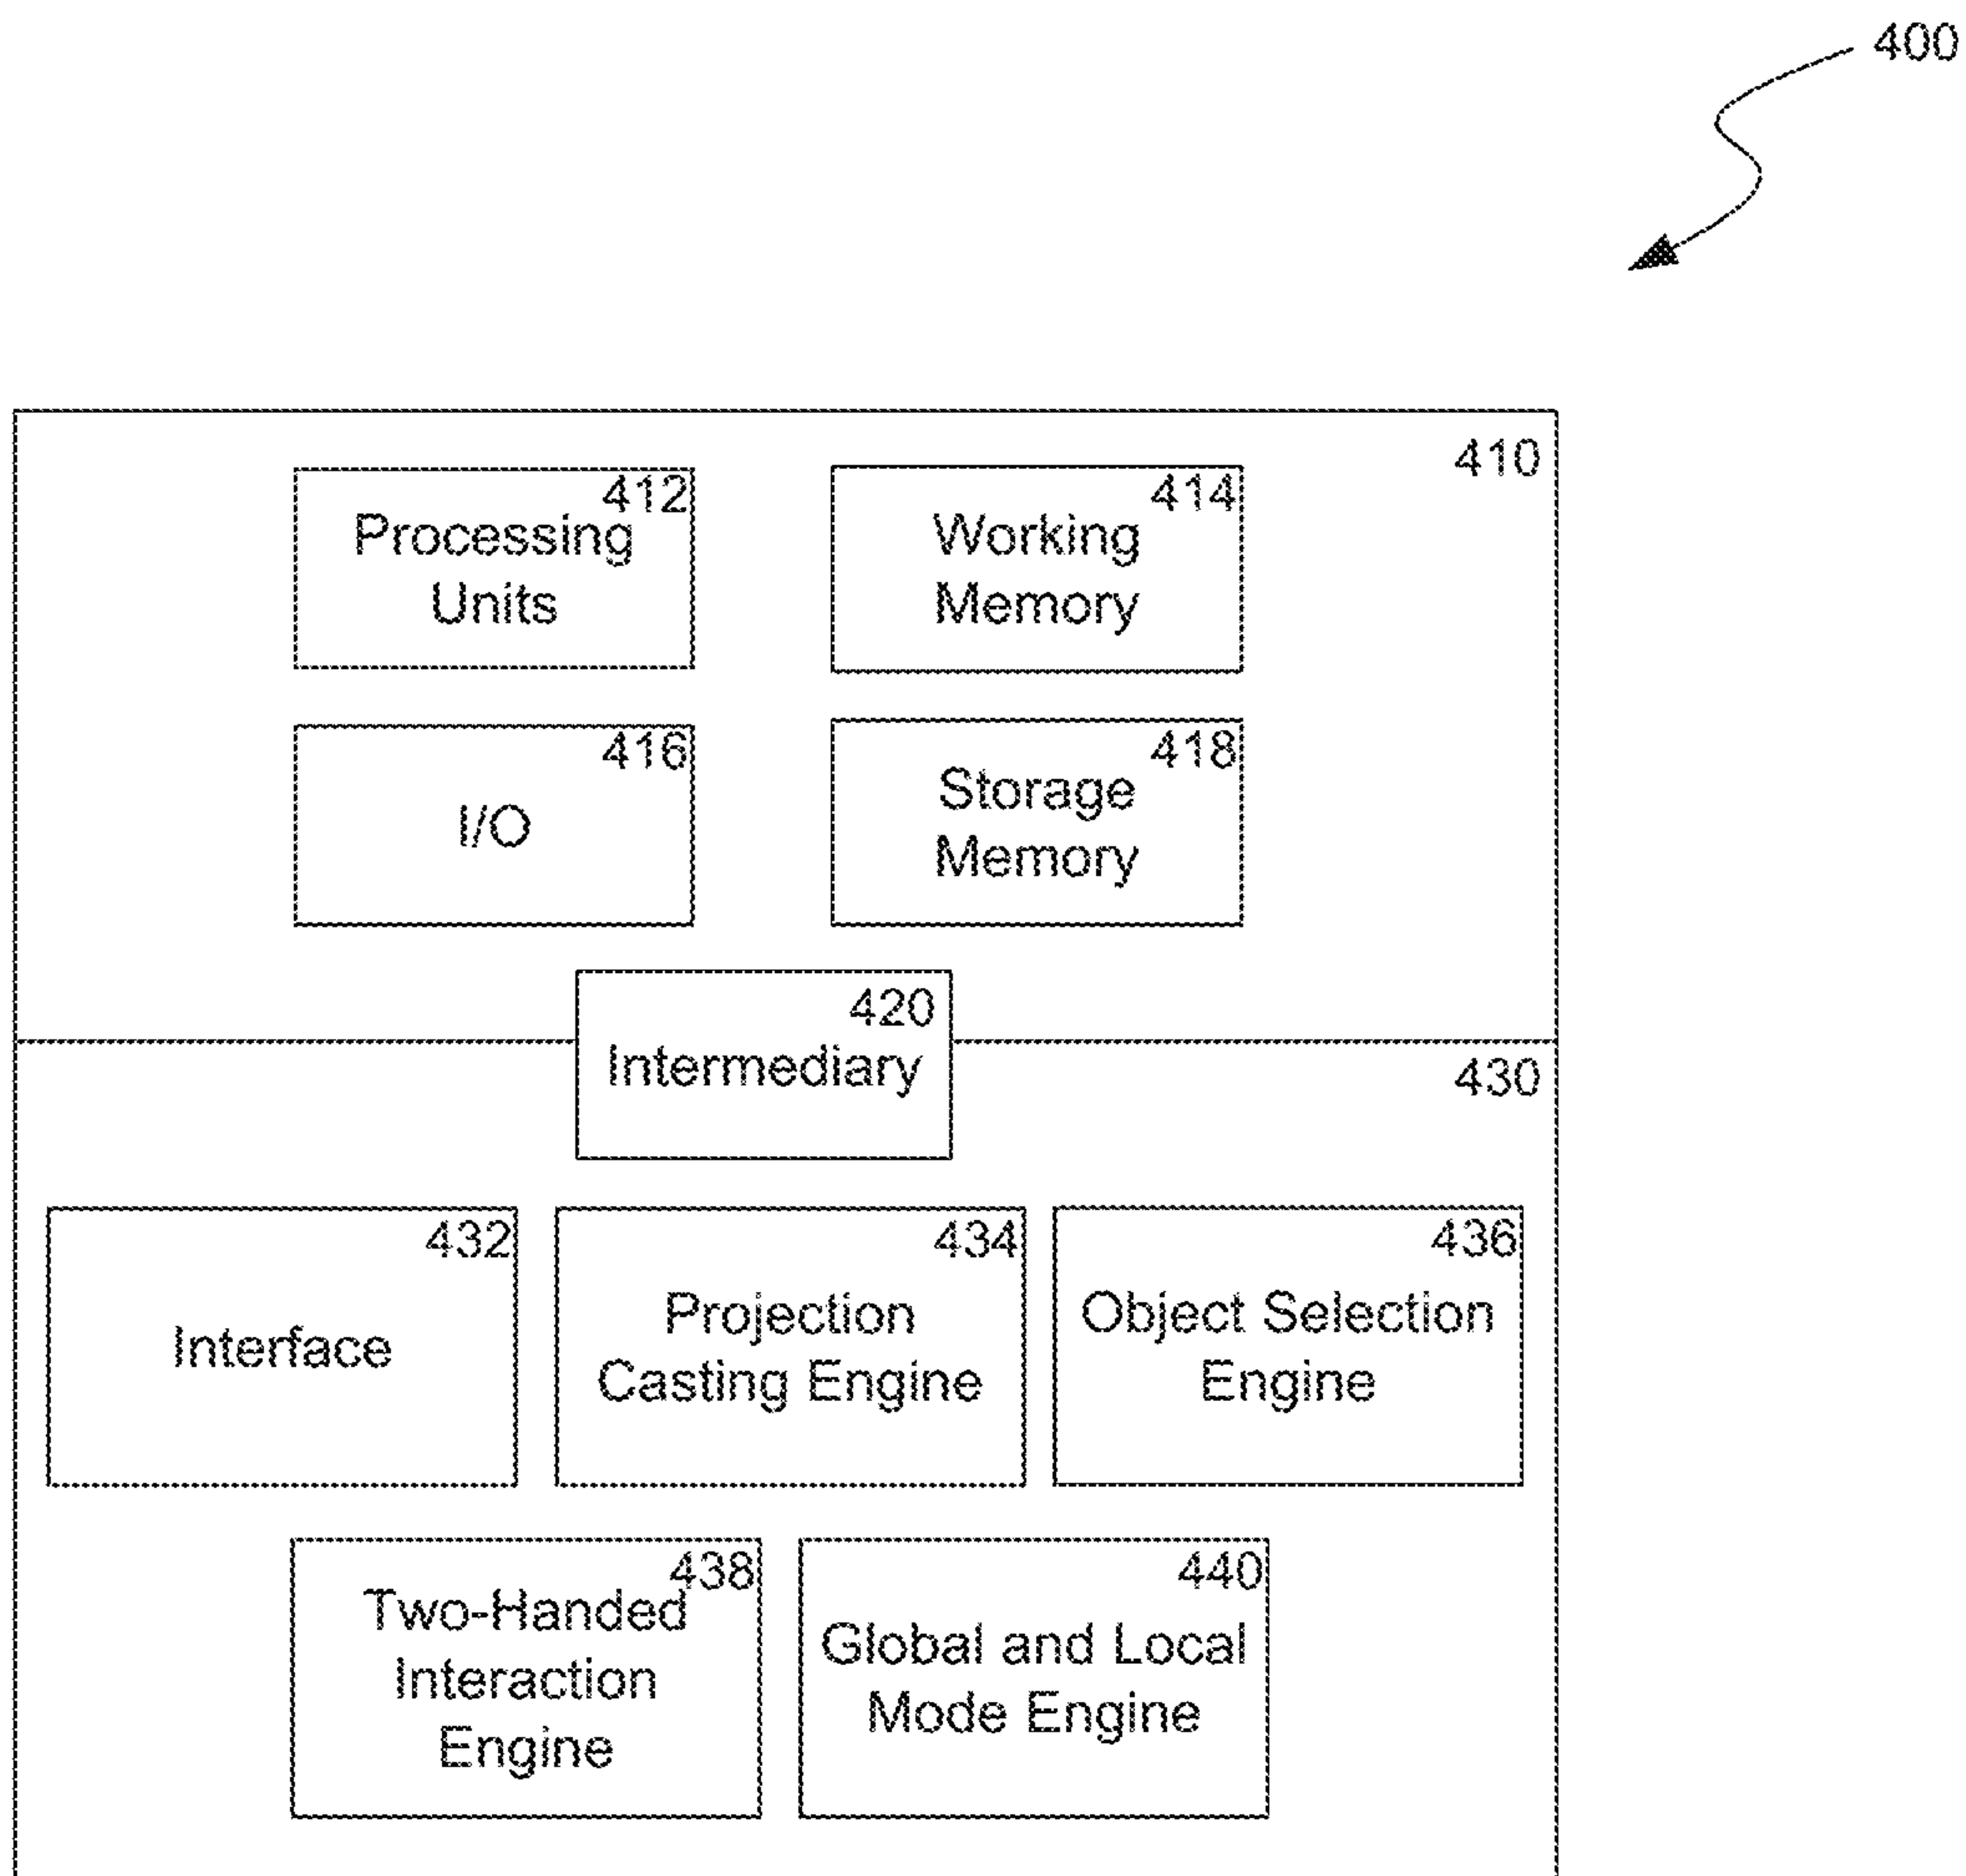 400
410
412
Processing
Units
414
Working
Memory
416
I/O
418
Storage
Memory
420
Intermediary
430
432
Interface
434
Projection
Casting Engine
436
Object Selection
Engine
438
Two-Handed
Interaction
Engine
440
Global and Local
Mode Engine